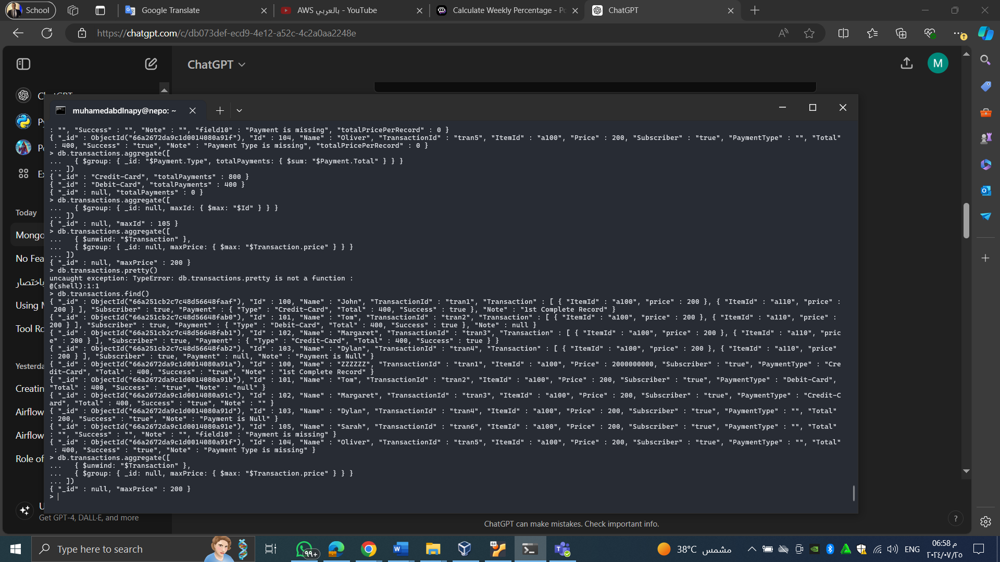 School
Google Translate
AWS بالعربي - YouTube
Calculate Weekly Percentage - Po
ChatGPT
https://chatgpt.com/c/db073def-ecd9-4e12-a52c-4c2a0aa2248e
ChatGPT
M
muhamedabdlnapy@nepo: ~
: "", "Success" : "", "Note" : "", "field10" : "Payment is missing", "totalPricePerRecord" : 0 }
{ "_id" : ObjectId("66a2672da9c1d0014080a91f"), "Id" : 104, "Name" : "Oliver", "TransactionId" : "tran5", "ItemId" : "a100", "Price" : 200, "Subscriber" : "true", "PaymentType" : "", "Total"
: 400, "Success" : "true", "Note" : "Payment Type is missing", "totalPricePerRecord" : 0 }
> db.transactions.aggregate([
...   { $group: { _id: "$Payment.Type", totalPayments: { $sum: "$Payment.Total" } } }
... ])
{ "_id" : "Credit-Card", "totalPayments" : 800 }
{ "_id" : "Debit-Card", "totalPayments" : 400 }
{ "_id" : null, "totalPayments" : 0 }
> db.transactions.aggregate([
...   { $group: { _id: null, maxId: { $max: "$Id" } } }
... ])
{ "_id" : null, "maxId" : 105 }
> db.transactions.aggregate([
...   { $unwind: "$Transaction" },
...   { $group: { _id: null, maxPrice: { $max: "$Transaction.price" } } }
... ])
{ "_id" : null, "maxPrice" : 200 }
> db.transactions.pretty()
uncaught exception: TypeError: db.transactions.pretty is not a function :
@(shell):1:1
> db.transactions.find()
{ "_id" : ObjectId("66a251cb2c7c48d56648faaf"), "Id" : 100, "Name" : "John", "TransactionId" : "tran1", "Transaction" : [ { "ItemId" : "a100", "price" : 200 }, { "ItemId" : "a110", "price" :
200 } ], "Subscriber" : true, "Payment" : { "Type" : "Credit-Card", "Total" : 400, "Success" : true }, "Note" : "1st Complete Record" }
{ "_id" : ObjectId("66a251cb2c7c48d56648fab0"), "Id" : 101, "Name" : "Tom", "TransactionId" : "tran2", "Transaction" : [ { "ItemId" : "a100", "price" : 200 }, { "ItemId" : "a110", "price" :
200 } ], "Subscriber" : true, "Payment" : { "Type" : "Debit-Card", "Total" : 400, "Success" : true }, "Note" : null }
{ "_id" : ObjectId("66a251cb2c7c48d56648fab1"), "Id" : 102, "Name" : "Margaret", "TransactionId" : "tran3", "Transaction" : [ { "ItemId" : "a100", "price" : 200 }, { "ItemId" : "a110", "pric
e" : 200 } ], "Subscriber" : true, "Payment" : { "Type" : "Credit-Card", "Total" : 400, "Success" : true } }
{ "_id" : ObjectId("66a251cb2c7c48d56648fab2"), "Id" : 103, "Name" : "Dylan", "TransactionId" : "tran4", "Transaction" : [ { "ItemId" : "a100", "price" : 200 }, { "ItemId" : "a110", "price"
: 200 } ], "Subscriber" : true, "Payment" : null, "Note" : "Payment is Null" }
{ "_id" : ObjectId("66a2672da9c1d0014080a91a"), "Id" : 100, "Name" : "ZZZZZZZ", "TransactionId" : "tran1", "ItemId" : "a100", "Price" : 2000000000, "Subscriber" : "true", "PaymentType" : "Cre
dit-Card", "Total" : 400, "Success" : "true", "Note" : "1st Complete Record" }
{ "_id" : ObjectId("66a2672da9c1d0014080a91b"), "Id" : 101, "Name" : "Tom", "TransactionId" : "tran2", "ItemId" : "a100", "Price" : 200, "Subscriber" : "true", "PaymentType" : "Debit-Card",
"Total" : 400, "Success" : "true", "Note" : "null" }
{ "_id" : ObjectId("66a2672da9c1d0014080a91c"), "Id" : 102, "Name" : "Margaret", "TransactionId" : "tran3", "ItemId" : "a100", "Price" : 200, "Subscriber" : "true", "PaymentType" : "Credit-C
ard", "Total" : 400, "Success" : "true", "Note" : "" }
{ "_id" : ObjectId("66a2672da9c1d0014080a91d"), "Id" : 103, "Name" : "Dylan", "TransactionId" : "tran4", "ItemId" : "a100", "Price" : 200, "Subscriber" : "true", "PaymentType" : "", "Total"
: 200, "Success" : "true", "Note" : "Payment is Null" }
{ "_id" : ObjectId("66a2672da9c1d0014080a91e"), "Id" : 105, "Name" : "Sarah", "TransactionId" : "tran6", "ItemId" : "a100", "Price" : 200, "Subscriber" : "true", "PaymentType" : "", "Total"
: "", "Success" : "", "Note" : "", "field10" : "Payment is missing" }
{ "_id" : ObjectId("66a2672da9c1d0014080a91f"), "Id" : 104, "Name" : "Oliver", "TransactionId" : "tran5", "ItemId" : "a100", "Price" : 200, "Subscriber" : "true", "PaymentType" : "", "Total"
: 400, "Success" : "true", "Note" : "Payment Type is missing" }
> db.transactions.aggregate([
...   { $unwind: "$Transaction" },
...   { $group: { _id: null, maxPrice: { $max: "$Transaction.price" } } }
... ])
{ "_id" : null, "maxPrice" : 200 }
>
Today
Mongo
No Fea
باختصار
Using M
Tool Ro
Yesterda
Creatin
Airflow
Airflow
Role of
Get GPT-4, DALL·E, and more
ChatGPT can make mistakes. Check important info.
?
Type here to search
٩٩+
64
38°C مشمس
ENG
06:58 م
٢٠٢٤/٠٧/٢٥